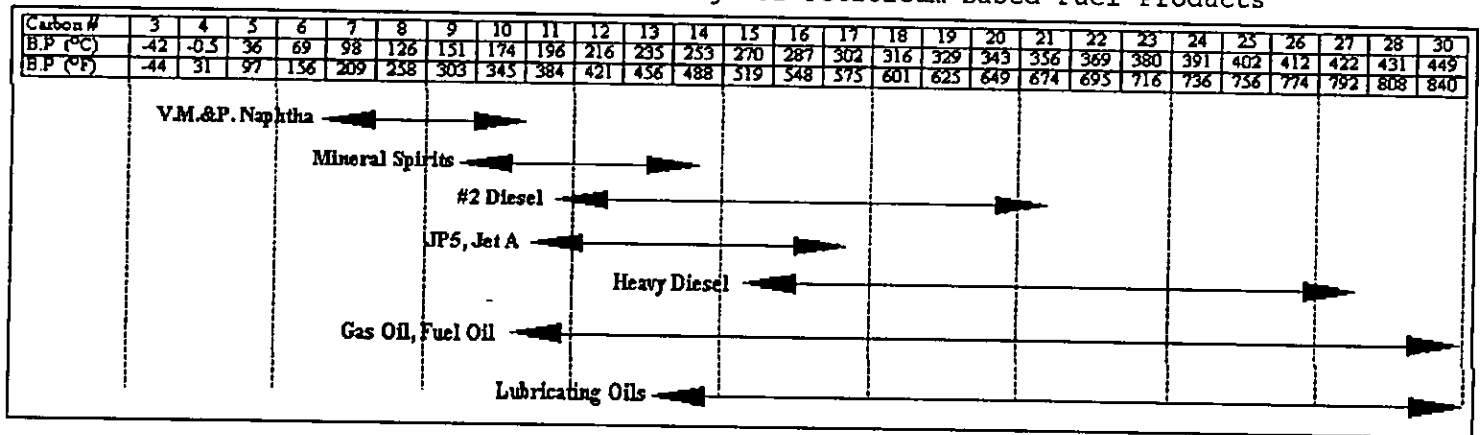 Petroleum Based Fuel Products
Carbon # 3 4 5 6 7 8 9 10 11 12 13 14 15 16 17 18 19 20 21 22 23 24 25 26 27 28 30
B.P (°C) -42 -0.5 36 69 98 126 151 174 196 216 235 253 270 287 302 316 329 343 356 369 380 391 402 412 422 431 449
B.P (°F) -44 31 97 156 209 258 303 345 384 421 456 488 519 548 575 601 625 649 674 695 716 736 756 774 792 808 840
V.M.&P. Naphtha
Mineral Spirits
#2 Diesel
JP5, Jet A
Heavy Diesel
Gas Oil, Fuel Oil
Lubricating Oils